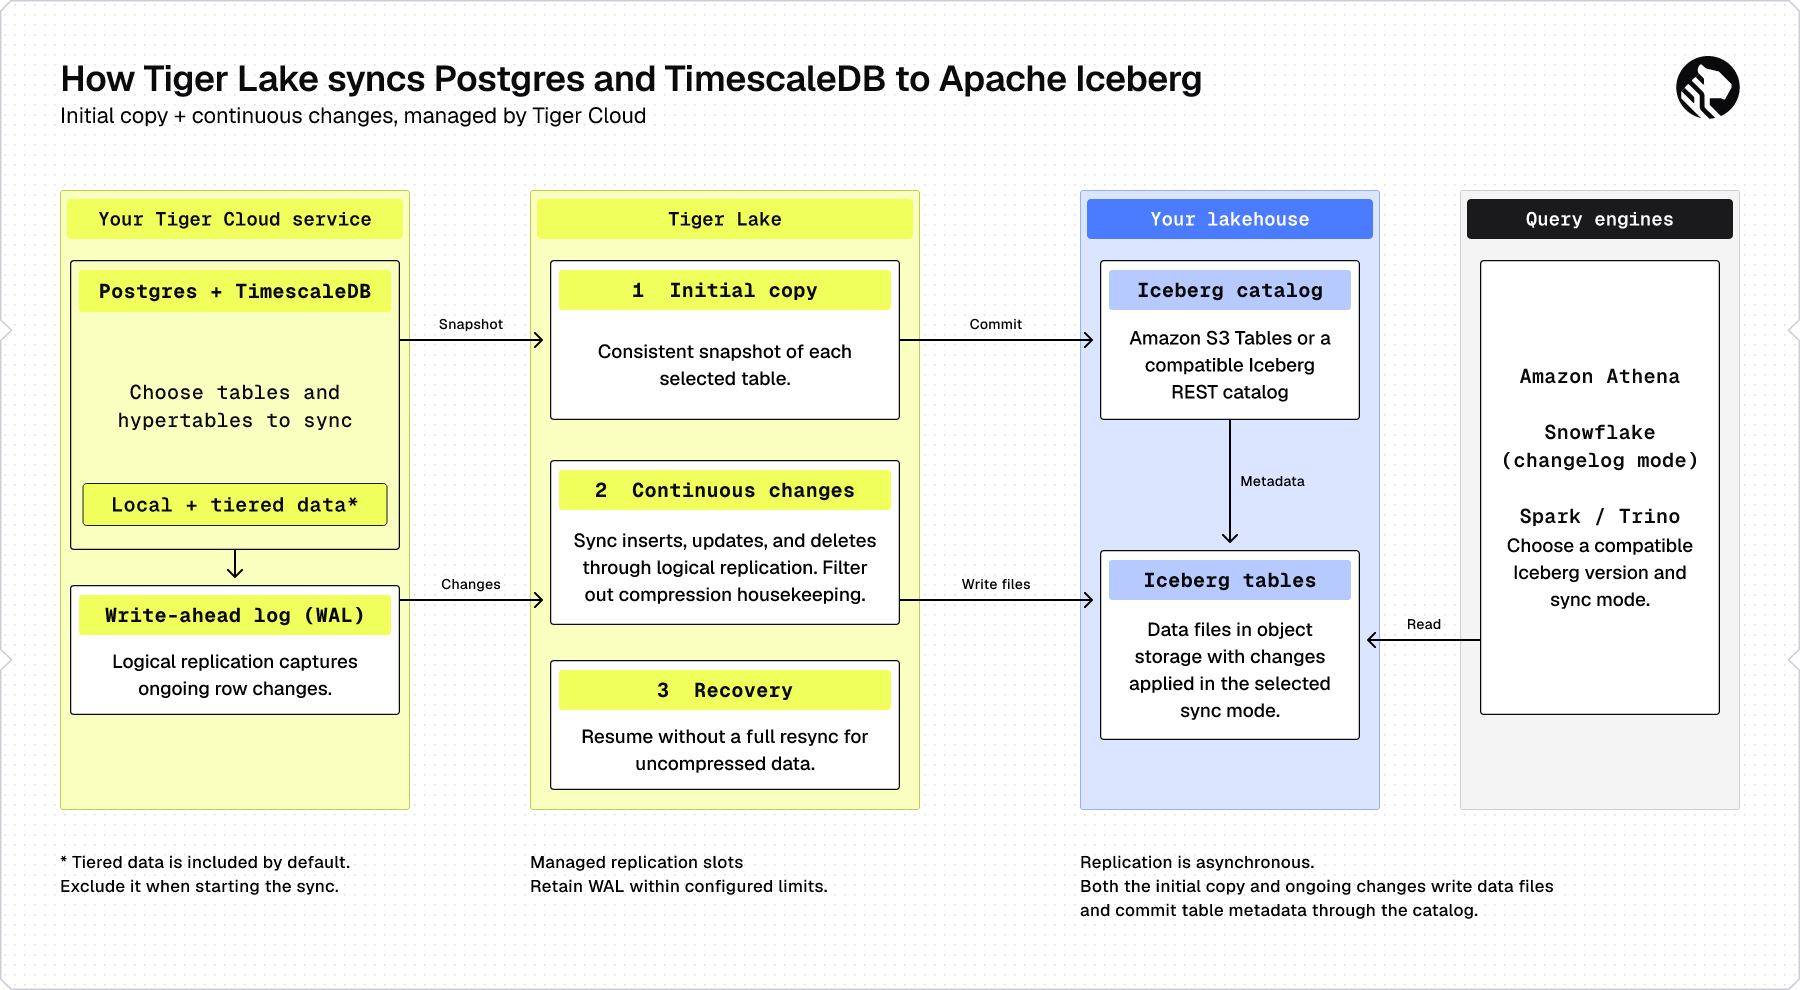 How Tiger Lake syncs Postgres and TimescaleDB to Apache Iceberg
Initial copy + continuous changes, managed by Tiger Cloud
Your Tiger Cloud service
Postgres + TimescaleDB
Choose tables and
hypertables to sync
Local + tiered data*
Write-ahead log (WAL)
Logical replication captures
ongoing row changes.
Snapshot
Changes
Tiger Lake
1 Initial copy
Consistent snapshot of each
selected table.
2 Continuous changes
Sync inserts, updates, and deletes
through logical replication. Filter
out compression housekeeping.
3 Recovery
Resume without a full resync for
uncompressed data.
Commit
Write files
Your lakehouse
Iceberg catalog
Amazon S3 Tables or a
compatible Iceberg
REST catalog
Metadata
Iceberg tables
Data files in object
storage with changes
applied in the selected
sync mode.
Read
Query engines
Amazon Athena
Snowflake
(changelog mode)
Spark / Trino
Choose a compatible
Iceberg version and
sync mode.
* Tiered data is included by default.
Exclude it when starting the sync.
Managed replication slots
Retain WAL within configured limits.
Replication is asynchronous.
Both the initial copy and ongoing changes write data files
and commit table metadata through the catalog.